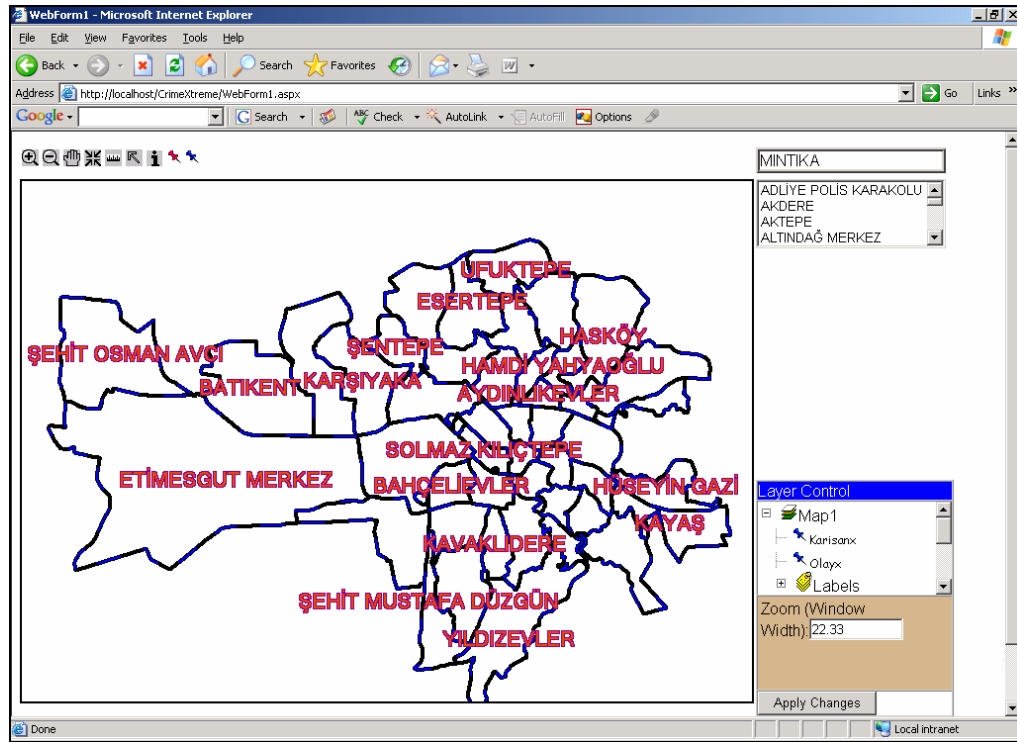 WebForm1 - Microsoft Internet Explorer
File Edit View Favorites Tools Help
Back Search Favorites
Address http://localhost/CrimeXtreme/WebForm1.aspx Go Links »
Google Search ABC Check AutoLink AutoFill Options
MINTIKA
ADLİYE POLİS KARAKOLU
AKDERE
AKTEPE
ALTINDAĞ MERKEZ
UFUKTEPE
ESERTEPE
HASKÖY
ŞENTEPE
ŞEHİT OSMAN AVCI
HAMDİ YAHYAOĞLU
BATIKENT
KARŞIYAKA
AYDINLIKEVLER
SOLMAZ KILIÇTEPE
ETİMESGUT MERKEZ
BAHÇELİEVLER
HÜSEYİN GAZİ
KAYAŞ
KAVAKLIDERE
ŞEHİT MUSTAFA DÜZGÜN
YILDIZEVLER
Layer Control
Map1
Karisanx
Olayx
Labels
Zoom (Window
Width): 22.33
Apply Changes
Done Local intranet